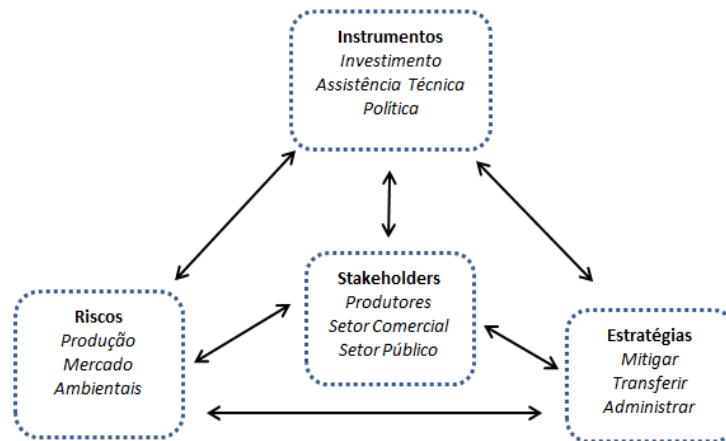 Instrumentos
Investimento
Assistência Técnica
Política
Stakeholders
Produtores
Setor Comercial
Setor Público
Riscos
Produção
Mercado
Ambientais
Estratégias
Mitigar
Transferir
Administrar